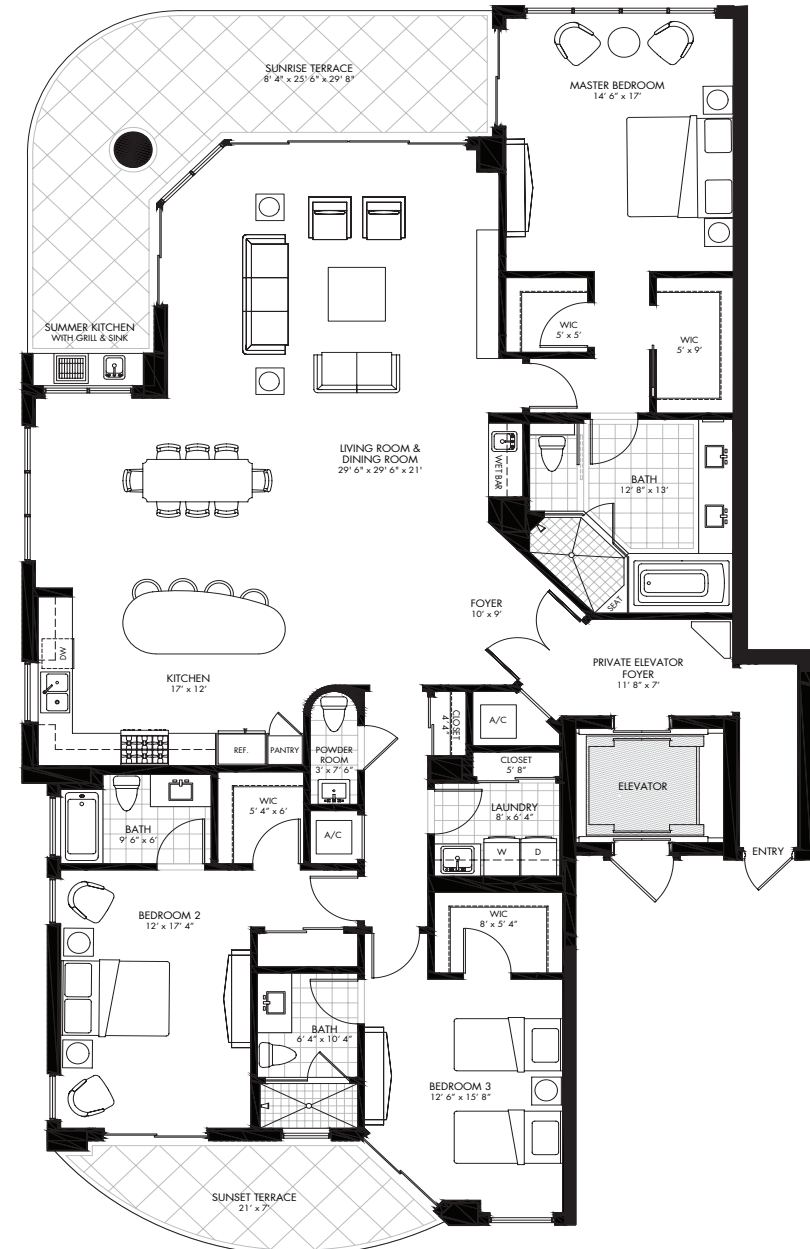 SUNRISE TERRACE
8' 4" x 25' 6" x 29' 8"
MASTER BEDROOM
14' 6" x 17'
SUMMER KITCHEN
WITH GRILL & SINK
WIC
5' x 5'
WIC
5' x 9'
LIVING ROOM &
DINING ROOM
29' 6" x 29' 6" x 21'
WET BAR
BATH
12' 8" x 13'
SEAT
FOYER
10' x 9'
PRIVATE ELEVATOR
FOYER
11' 8" x 7'
DW
KITCHEN
17' x 12'
REF.
PANTRY
POWDER
ROOM
3' x 7' 6"
CLOSET
4' 4"
A/C
CLOSET
5' 8"
ELEVATOR
LAUNDRY
8' x 6' 4"
W
D
ENTRY
BATH
9' 6" x 6'
WIC
5' 4" x 6'
A/C
BEDROOM 2
12' x 17' 4"
WIC
8' x 5' 4"
BATH
6' 4" x 10' 4"
BEDROOM 3
12' 6" x 15' 8"
SUNSET TERRACE
21' x 7'